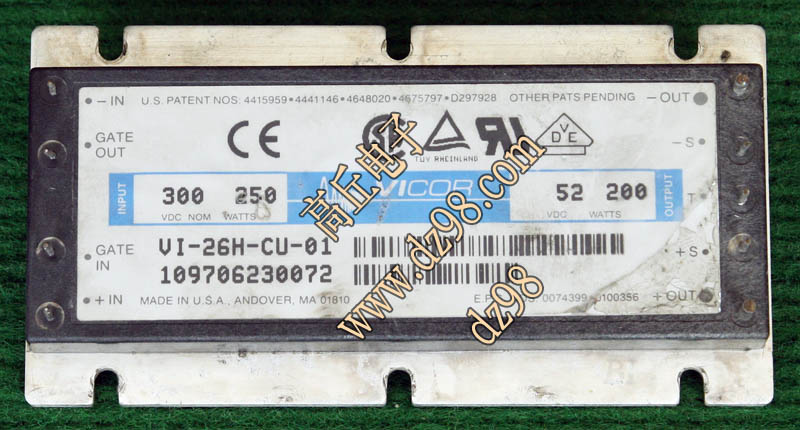 – IN U.S. PATENT NOS: 4415959 • 4441146 • 4648020 • 4675797 • D297928 OTHER PATS PENDING – OUT
GATE OUT
CE
TÜV RHEINLAND
VDE
– S
INPUT
300 250
VDC NOM WATTS
VICOR
52 200
VDC WATTS
OUTPUT
T
GATE IN
VI-26H-CU-01
109706230072
+ S
+ IN MADE IN U.S.A., ANDOVER, MA 01810
0074399 0100356 + OUT
高丘电子
www.dz98.com
dz98